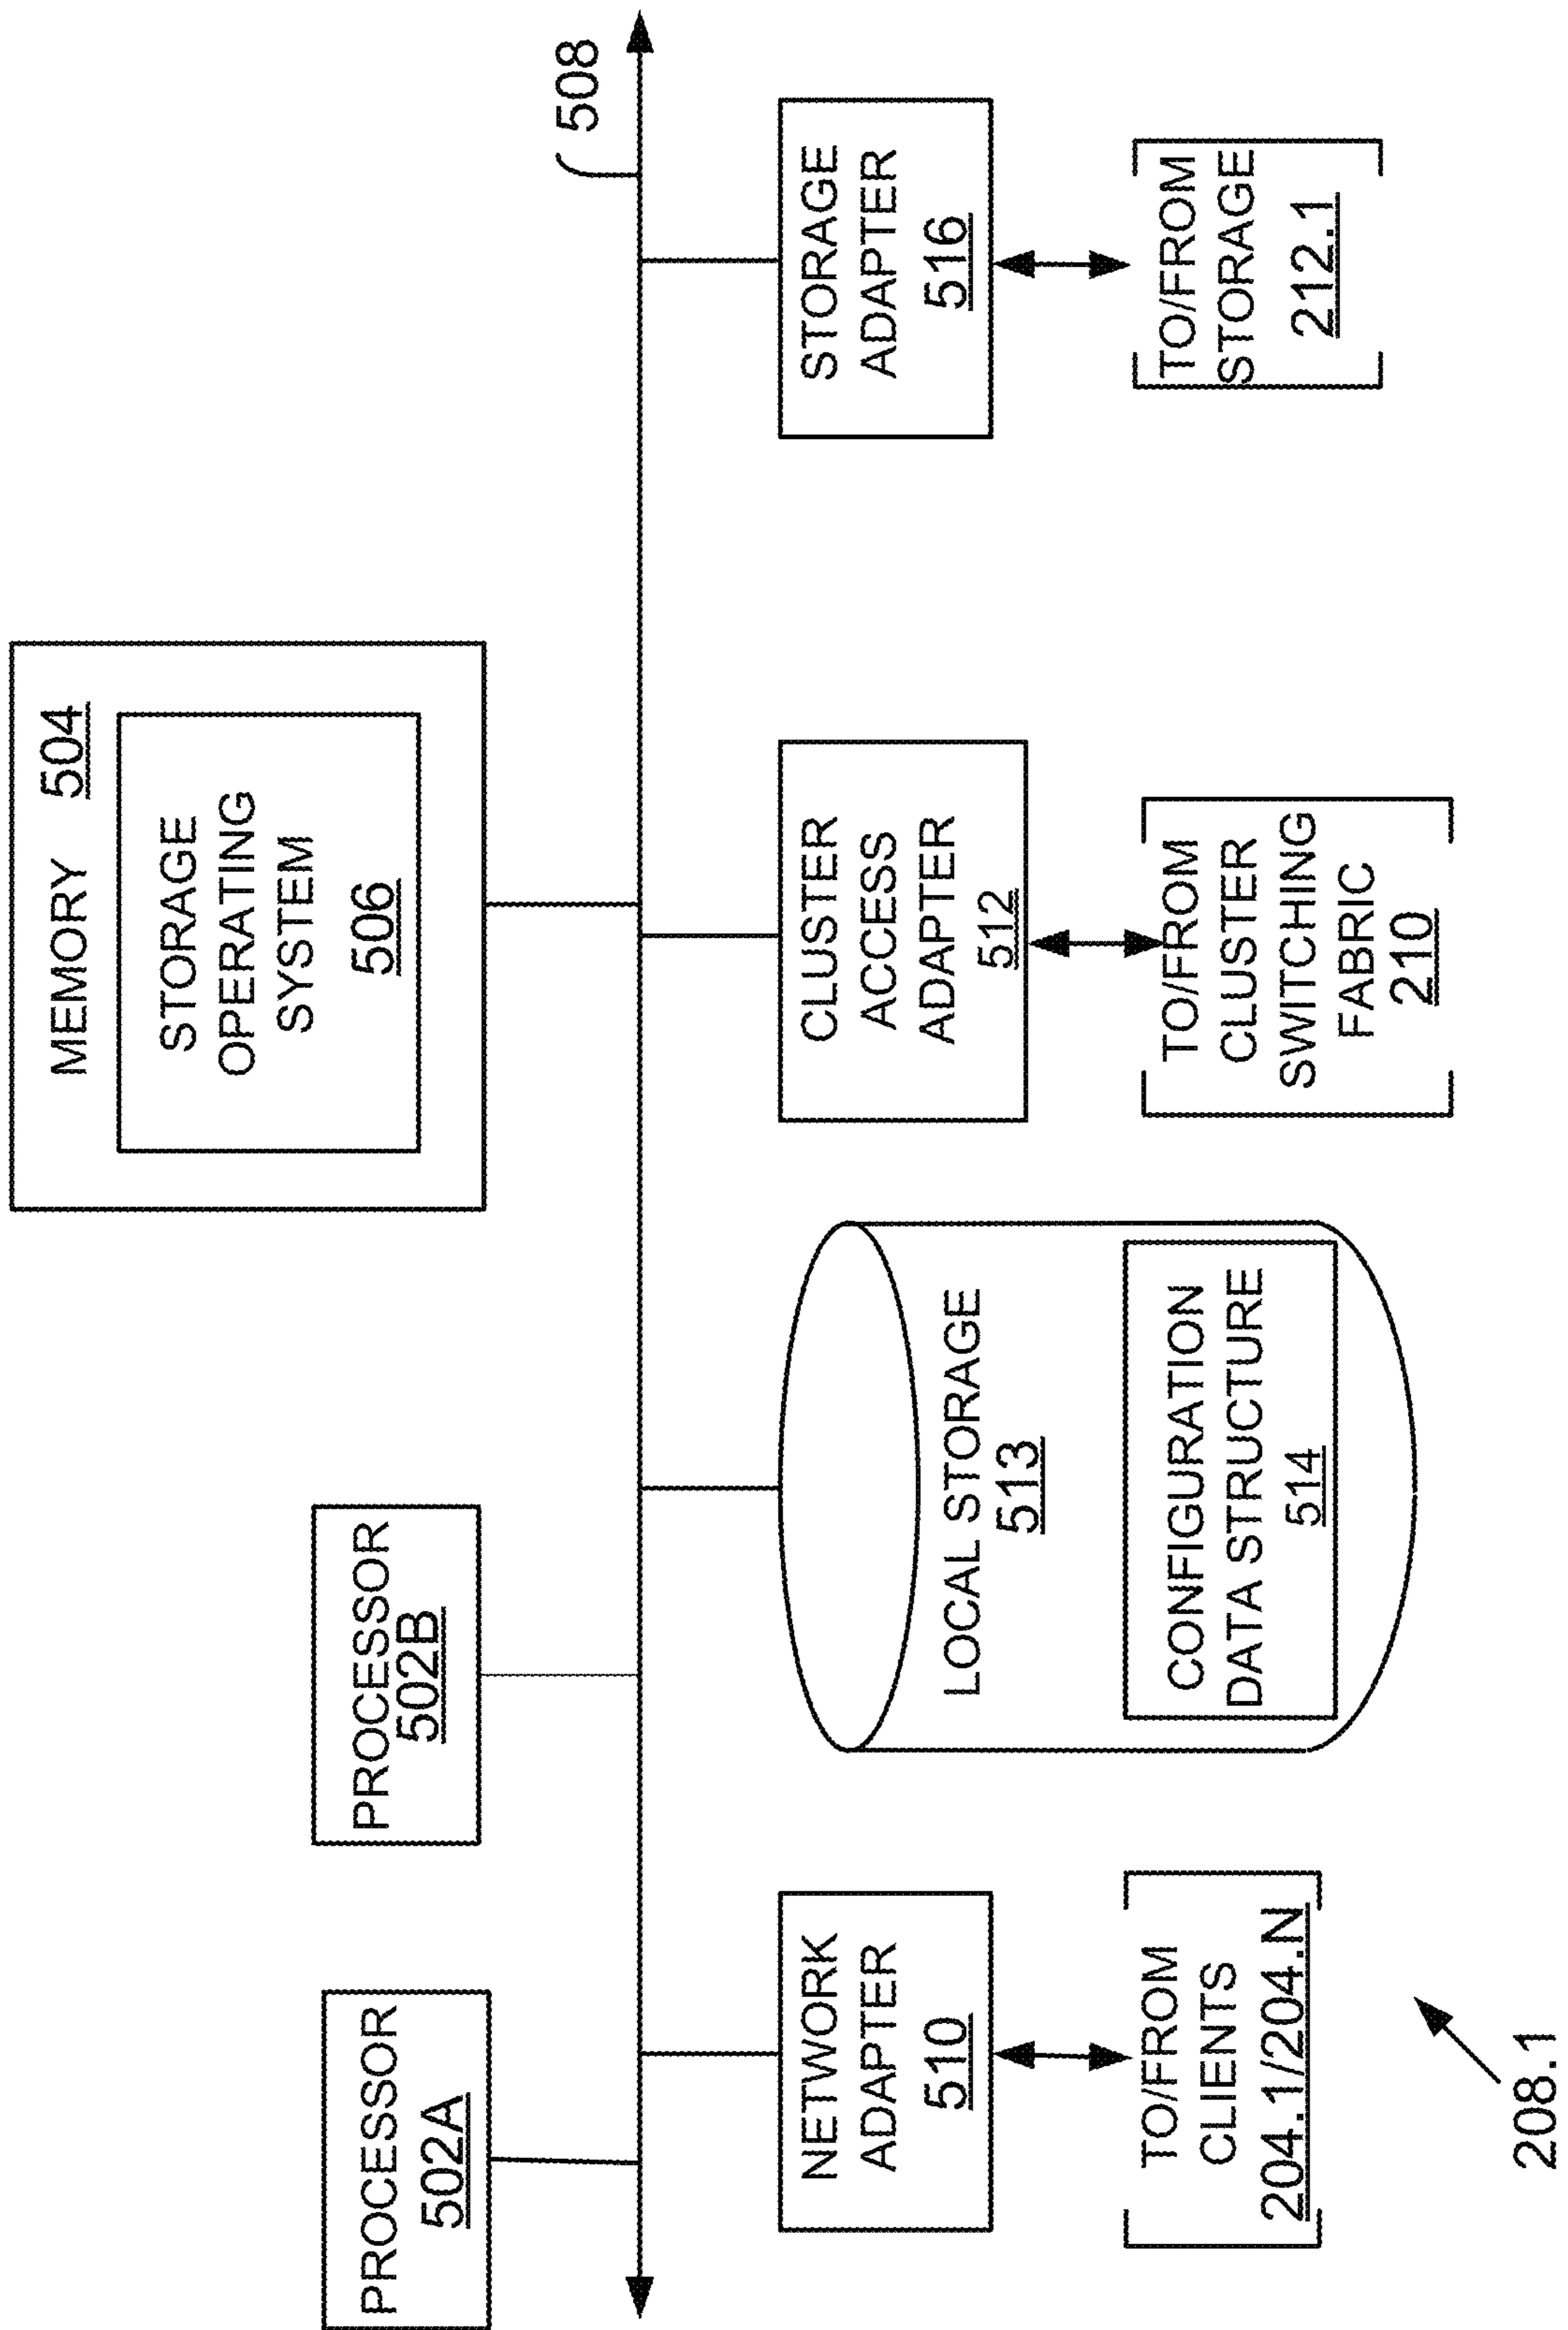 PROCESSOR
502A
PROCESSOR
502B
MEMORY 504
STORAGE
OPERATING
SYSTEM
506
508
NETWORK
ADAPTER
510
LOCAL STORAGE
513
CONFIGURATION
DATA STRUCTURE
514
CLUSTER
ACCESS
ADAPTER
512
STORAGE
ADAPTER
516
TO/FROM
CLIENTS
204.1/204.N
TO/FROM
CLUSTER
SWITCHING
FABRIC
210
TO/FROM
STORAGE
212.1
208.1